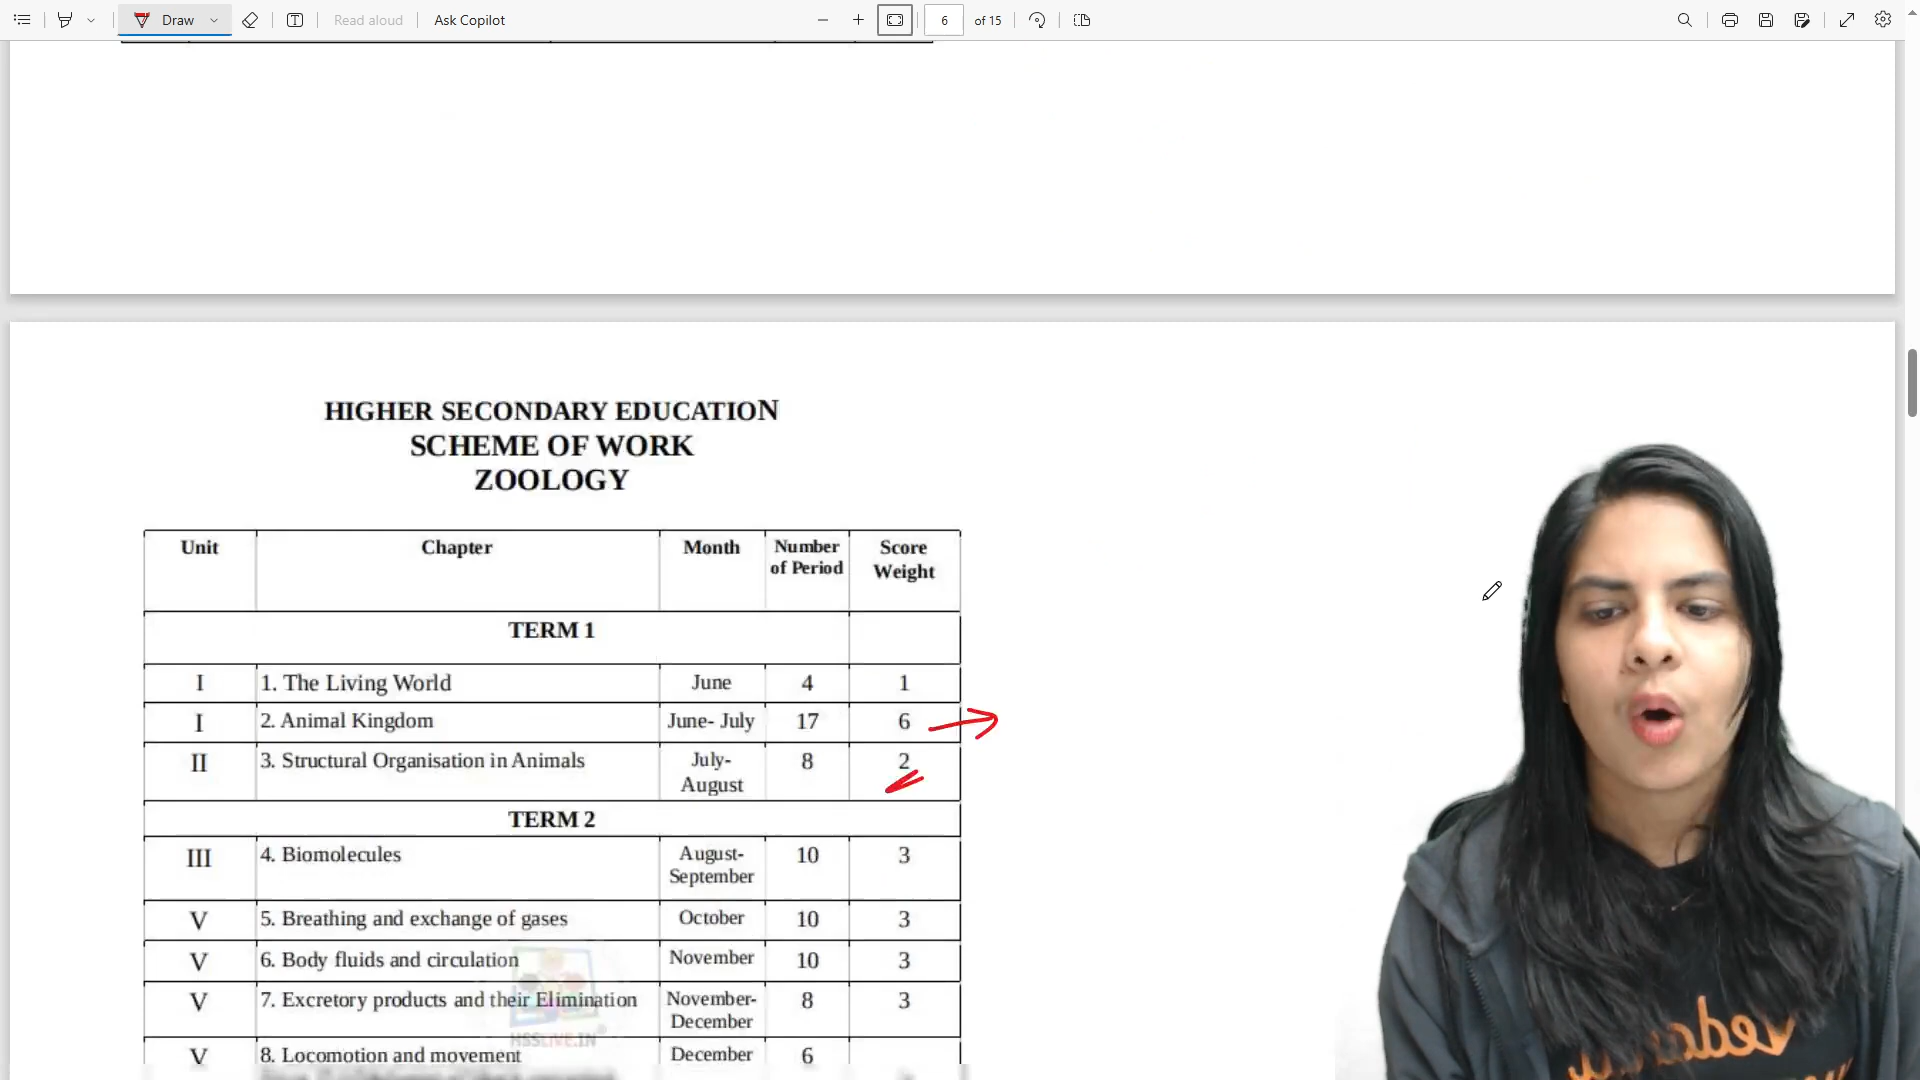 Draw
Read aloud
Ask Copilot
6 of 15
HIGHER SECONDARY EDUCATION
SCHEME OF WORK
ZOOLOGY
Unit Chapter Month Number of Period Score Weight
TERM 1
I 1. The Living World June 4 1
I 2. Animal Kingdom June- July 17 6
II 3. Structural Organisation in Animals July- August 8 2
TERM 2
III 4. Biomolecules August- September 10 3
V 5. Breathing and exchange of gases October 10 3
V 6. Body fluids and circulation November 10 3
V 7. Excretory products and their Elimination November- December 8 3
V 8. Locomotion and movement December 6
HSSLIVE.IN